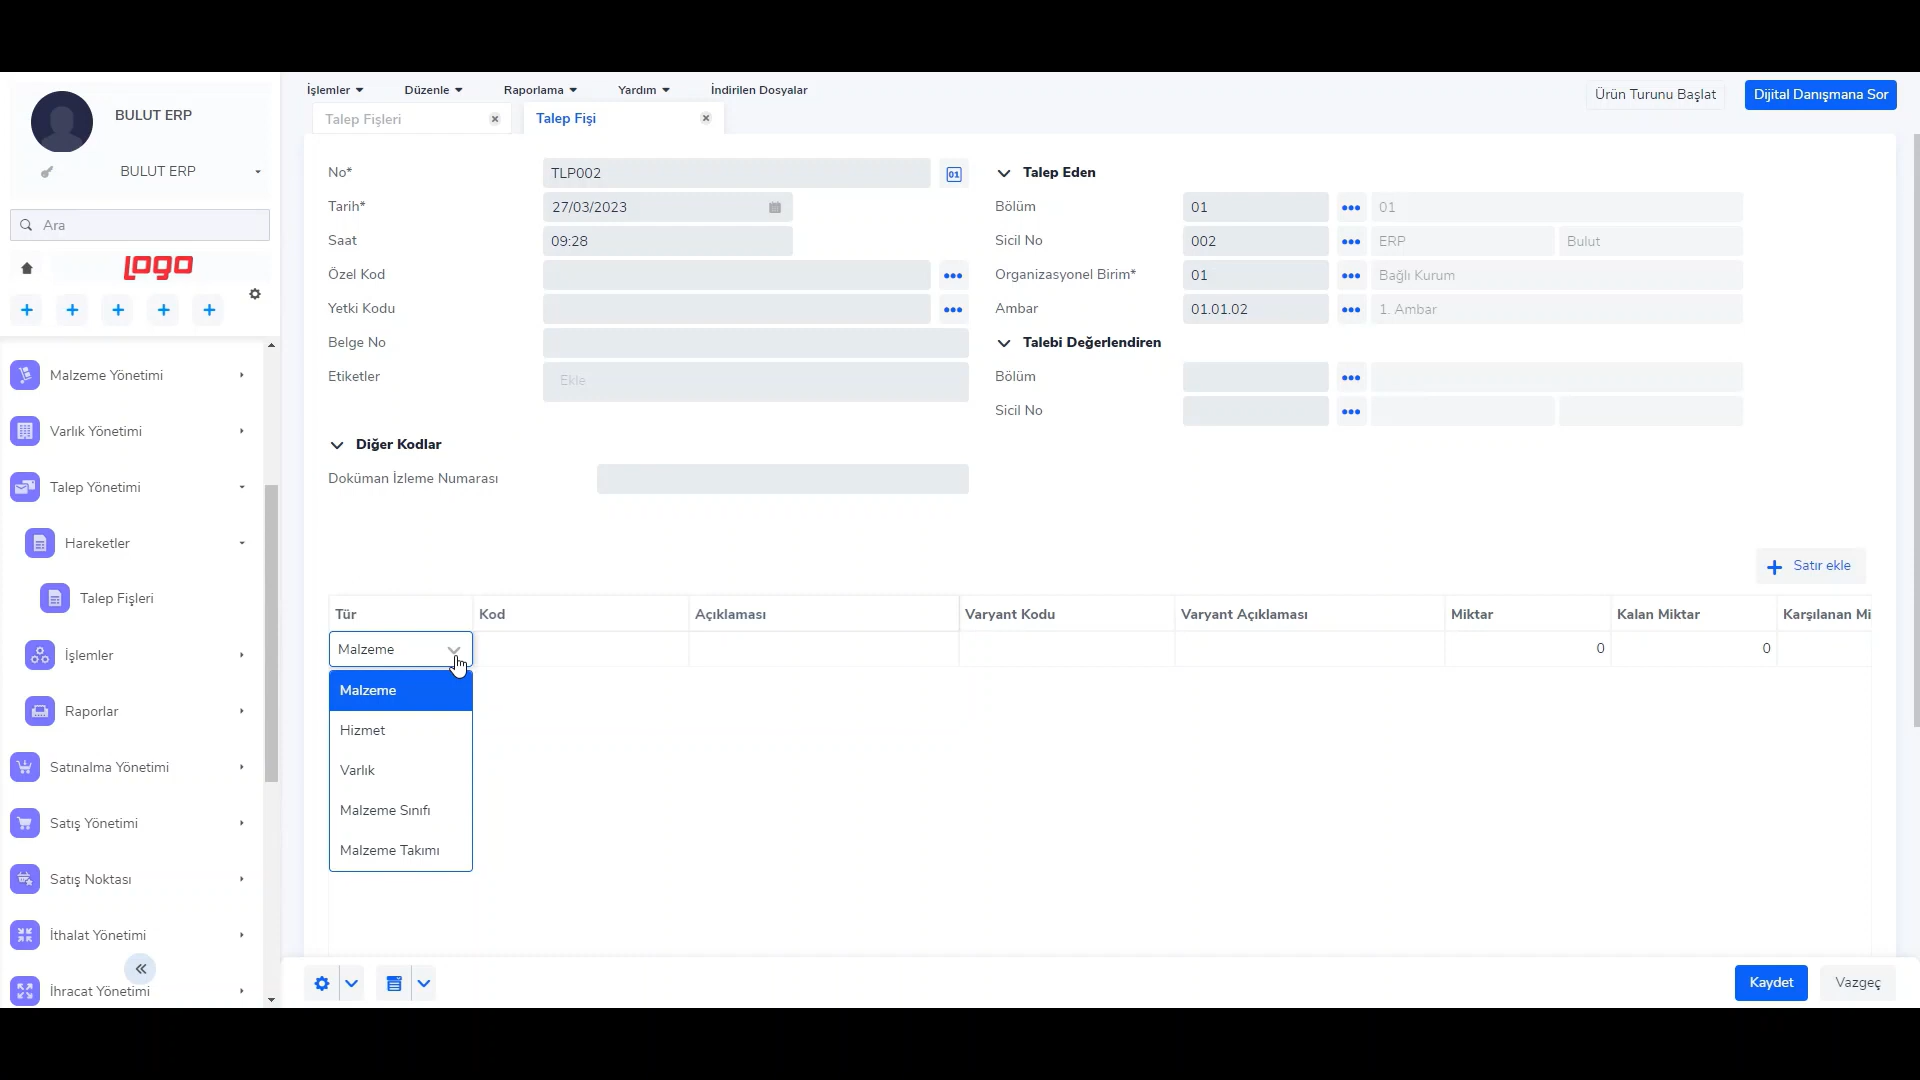 BULUT ERP
BULUT ERP
Ara
LOGO
Malzeme Yönetimi
Varlık Yönetimi
Talep Yönetimi
Hareketler
Talep Fişleri
İşlemler
Raporlar
Satınalma Yönetimi
Satış Yönetimi
Satış Noktası
İthalat Yönetimi
İhracat Yönetimi
İşlemler Düzenle Raporlama Yardım İndirilen Dosyalar
Ürün Turunu Başlat Dijital Danışmana Sor
Talep Fişleri Talep Fişi
No* TLP002 01
Tarih* 27/03/2023
Saat 09:28
Özel Kod
Yetki Kodu
Belge No
Etiketler Ekle
Diğer Kodlar
Doküman İzleme Numarası
Talep Eden
Bölüm 01 01
Sicil No 002 ERP Bulut
Organizasyonel Birim* 01 Bağlı Kurum
Ambar 01.01.02 1. Ambar
Talebi Değerlendiren
Bölüm
Sicil No
Satır ekle
Tür Kod Açıklaması Varyant Kodu Varyant Açıklaması Miktar Kalan Miktar Karşılanan Mi
Malzeme 0 0
Malzeme
Hizmet
Varlık
Malzeme Sınıfı
Malzeme Takımı
Kaydet Vazgeç